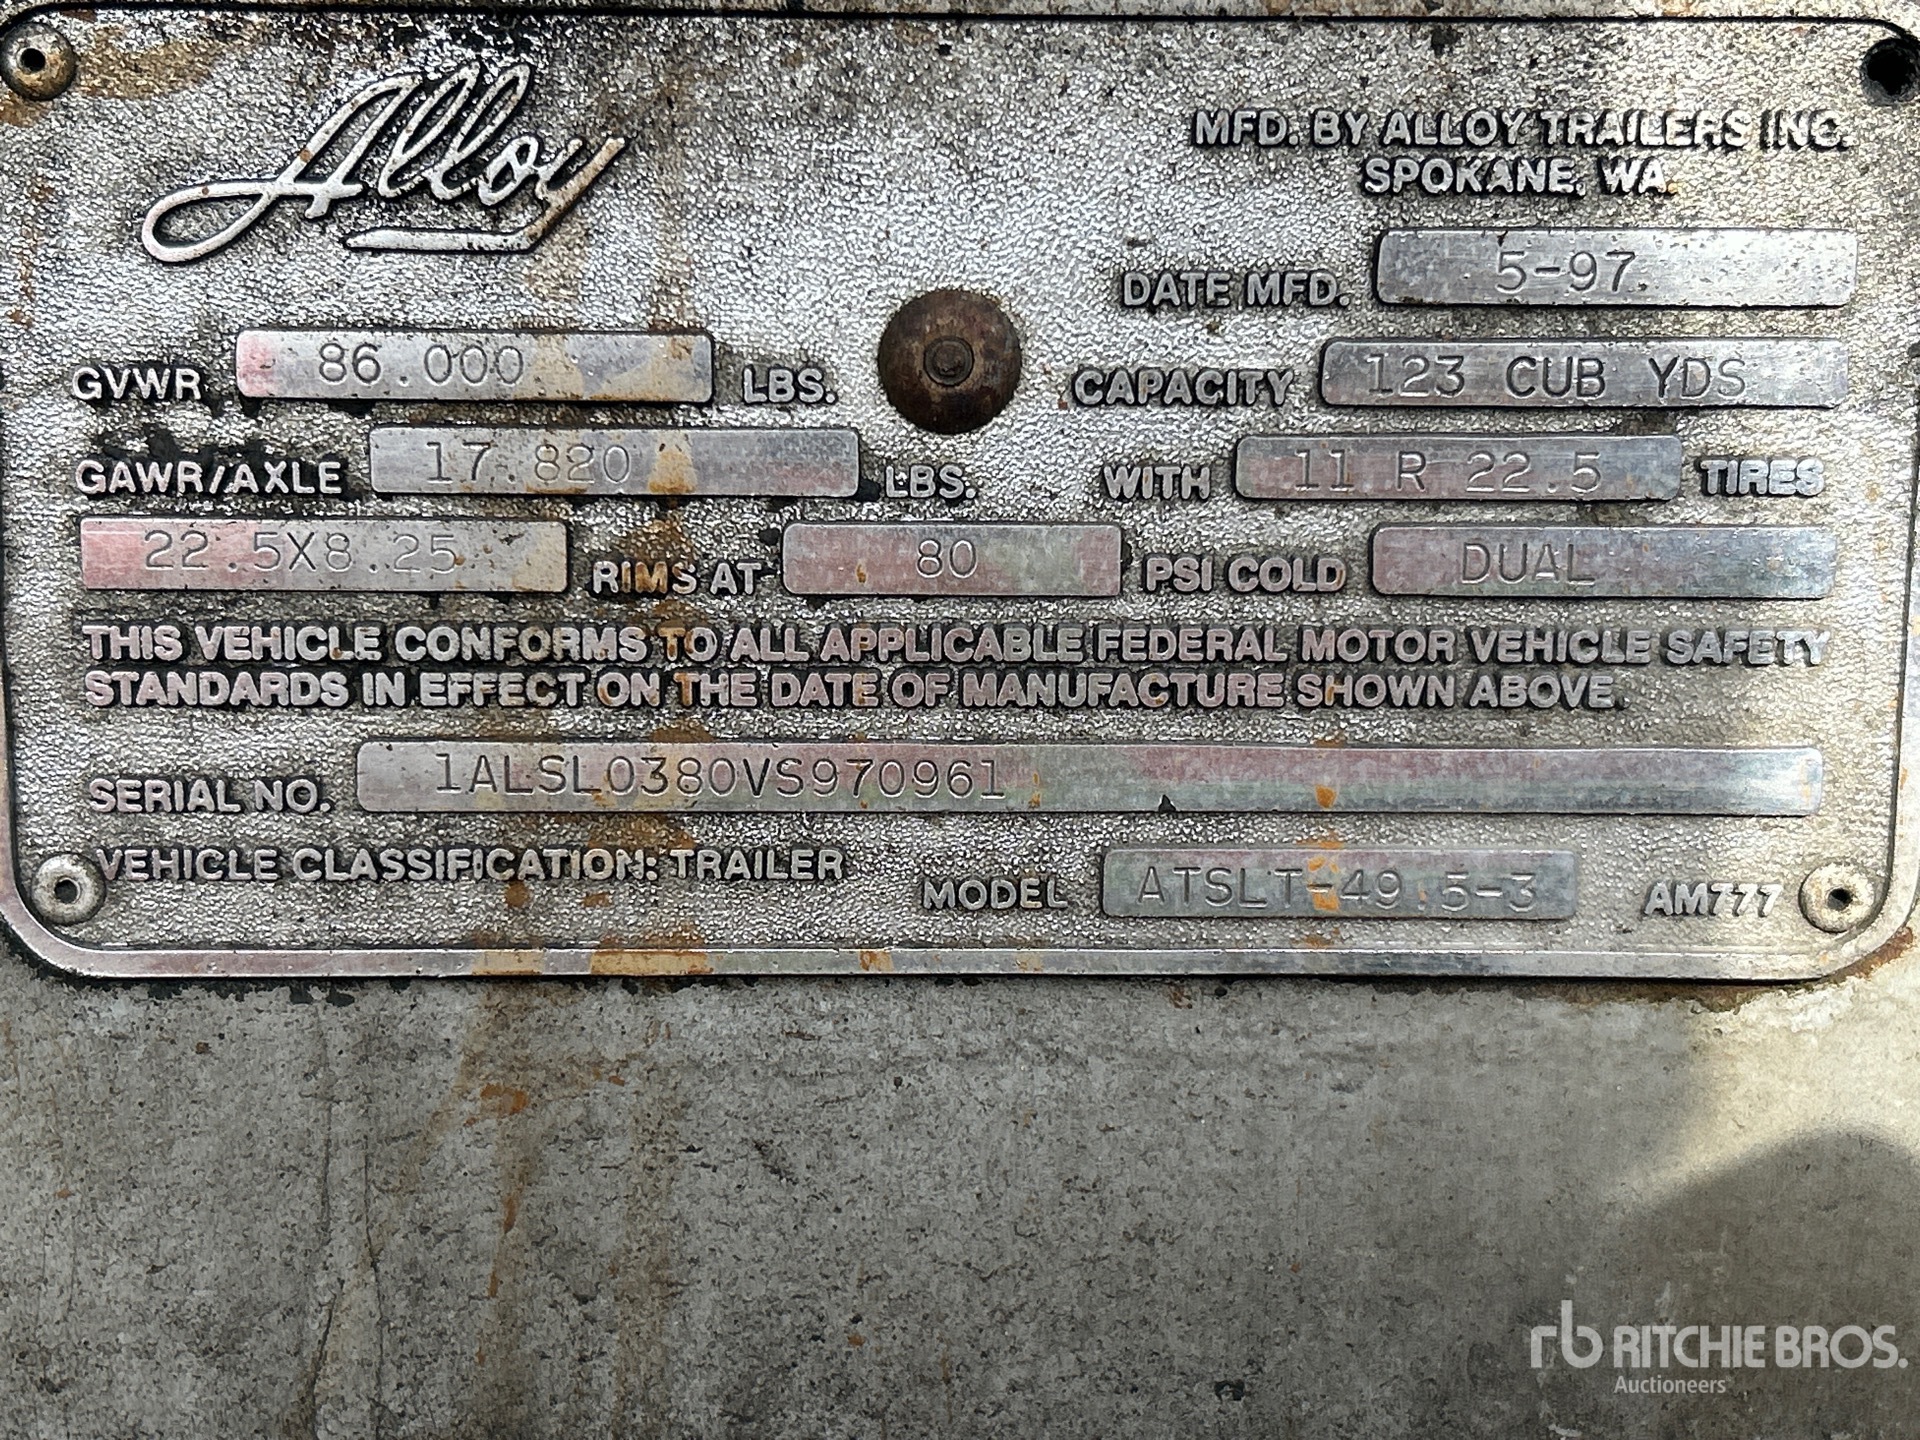 Alloy
MFD. BY ALLOY TRAILERS INC.
SPOKANE, WA.
DATE MFD. 5-97
GVWR 86.000 LBS. CAPACITY 123 CUB YDS
GAWR/AXLE 17.820 LBS. WITH 11 R 22.5 TIRES
22.5X8.25 RIMS AT 80 PSI COLD DUAL
THIS VEHICLE CONFORMS TO ALL APPLICABLE FEDERAL MOTOR VEHICLE SAFETY
STANDARDS IN EFFECT ON THE DATE OF MANUFACTURE SHOWN ABOVE.
SERIAL NO. 1ALSL0380VS970961
VEHICLE CLASSIFICATION: TRAILER MODEL ATSLT-49.5-3 AM777
rb RITCHIE BROS.
Auctioneers